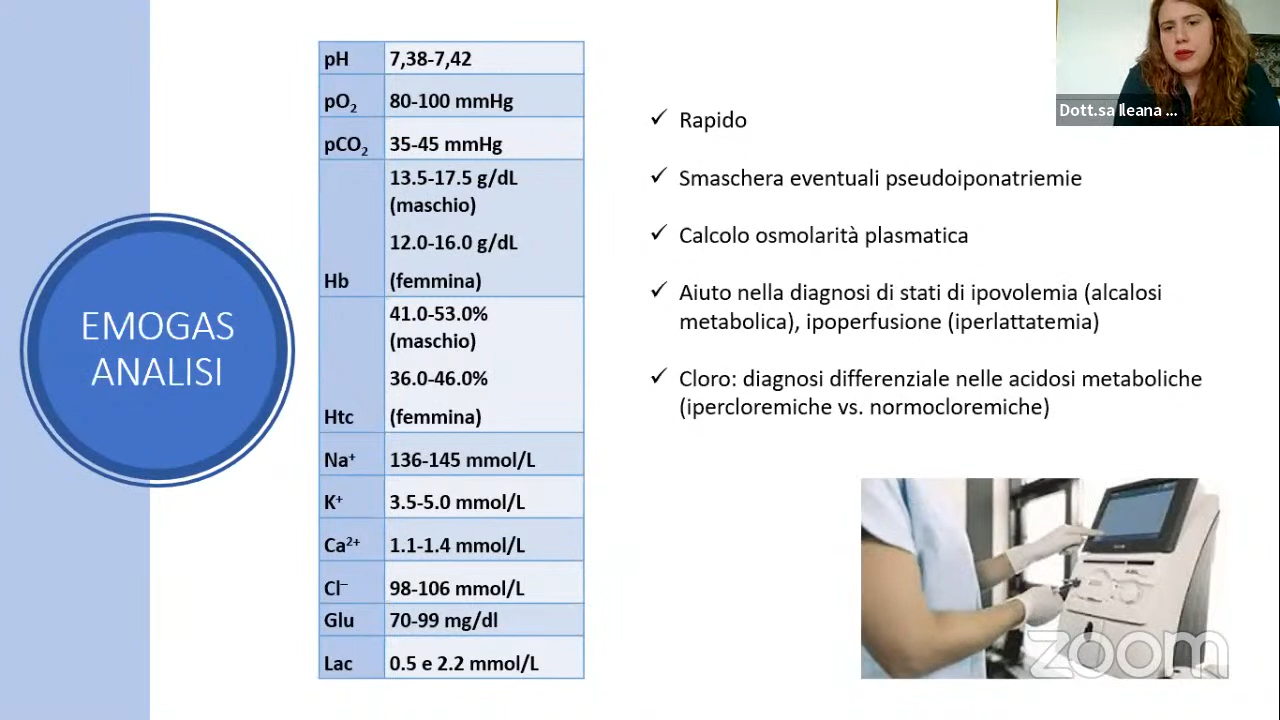 EMOGAS
ANALISI
pH 7,38-7,42
pO₂ 80-100 mmHg
pCO₂ 35-45 mmHg
13.5-17.5 g/dL
(maschio)
12.0-16.0 g/dL
Hb (femmina)
41.0-53.0%
(maschio)
36.0-46.0%
Htc (femmina)
Na⁺ 136-145 mmol/L
K⁺ 3.5-5.0 mmol/L
Ca²⁺ 1.1-1.4 mmol/L
Cl⁻ 98-106 mmol/L
Glu 70-99 mg/dl
Lac 0.5 e 2.2 mmol/L
✓ Rapido
✓ Smaschera eventuali pseudoiponatriemie
✓ Calcolo osmolarità plasmatica
✓ Aiuto nella diagnosi di stati di ipovolemia (alcalosi
metabolica), ipoperfusione (iperlattatemia)
✓ Cloro: diagnosi differenziale nelle acidosi metaboliche
(ipercloremiche vs. normocloremiche)
Dott.sa Ileana ...
zoom